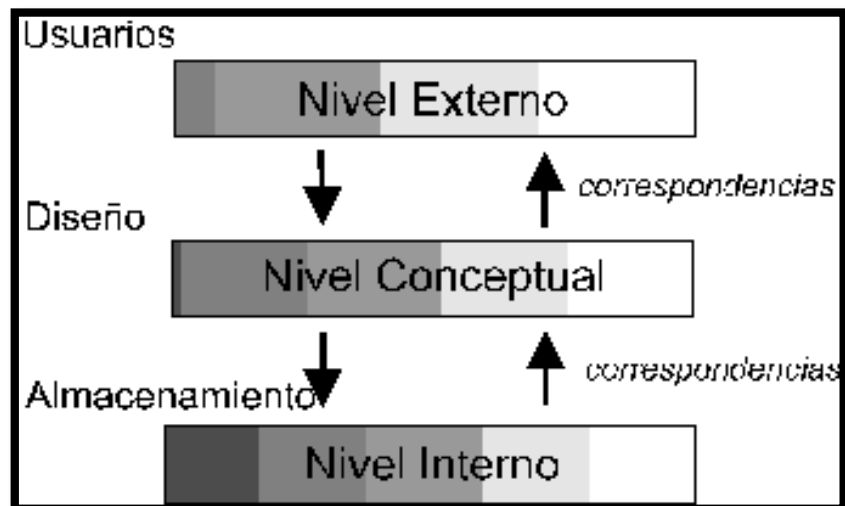 Usuarios
Nivel Externo
correspondencias
Diseño
Nivel Conceptual
correspondencias
Almacenamiento
Nivel Interno